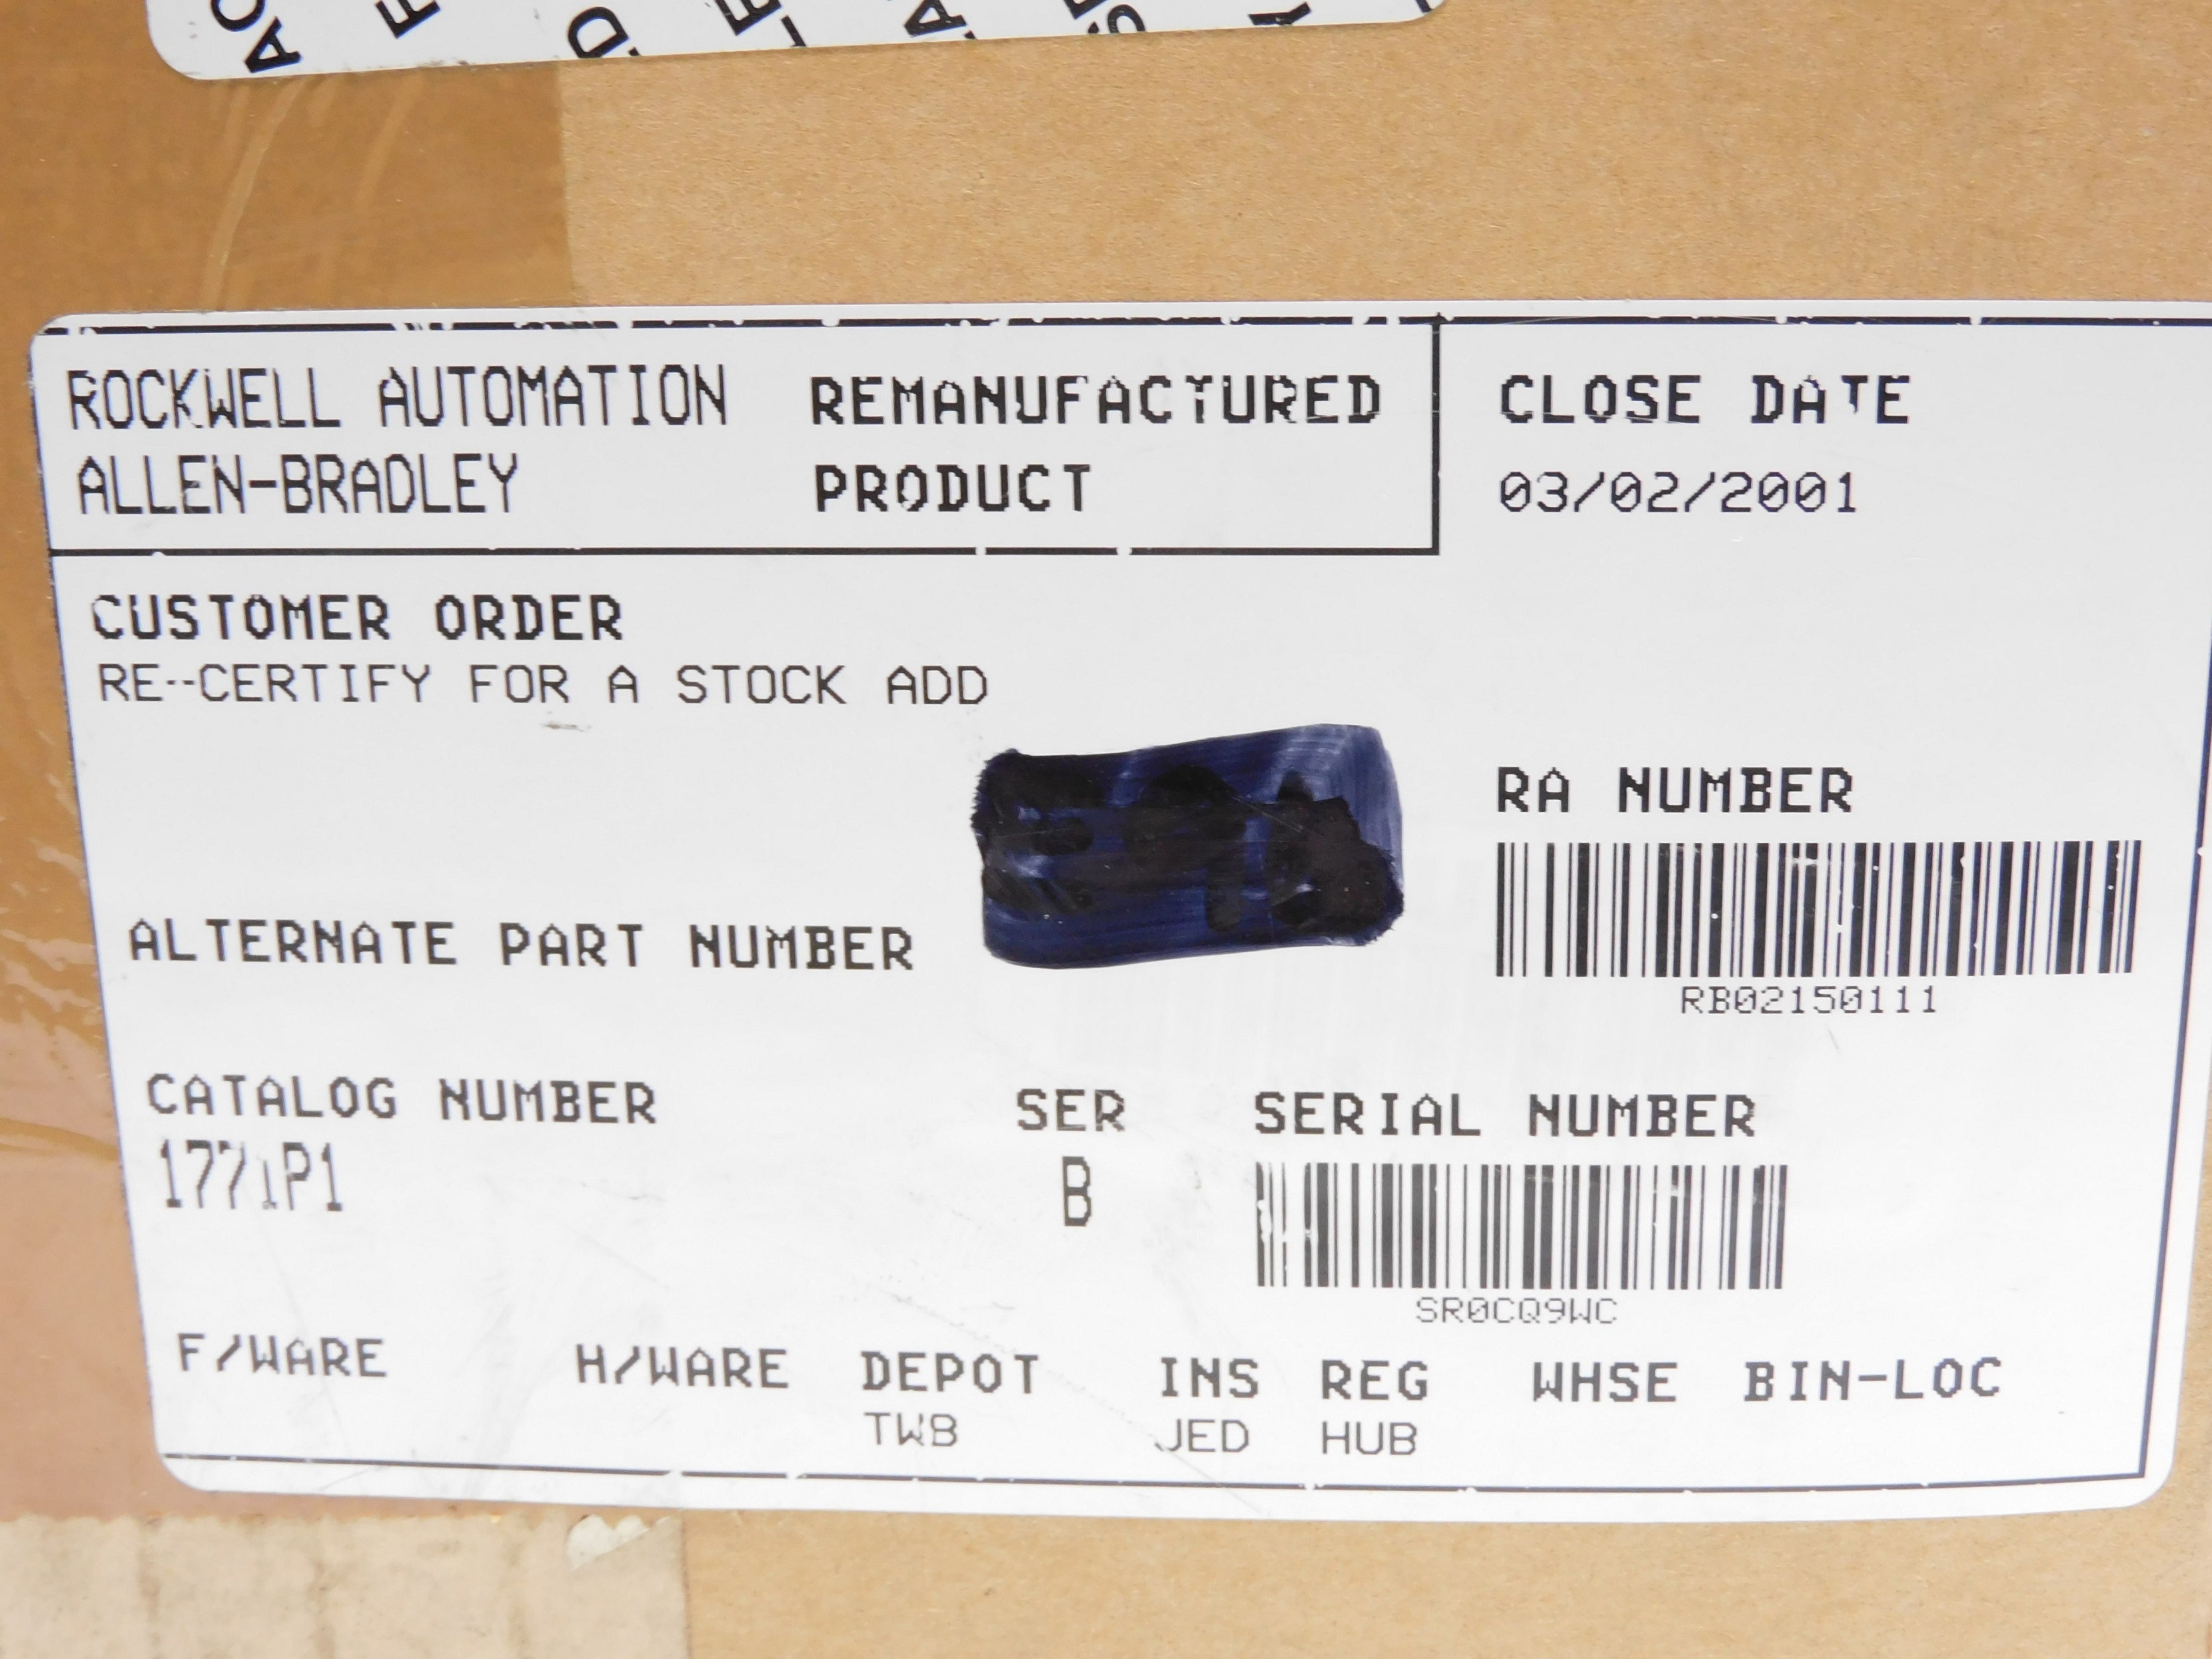 ROCKWELL AUTOMATION REMANUFACTURED CLOSE DATE
ALLEN-BRADLEY PRODUCT 03/02/2001
CUSTOMER ORDER
RE--CERTIFY FOR A STOCK ADD
RA NUMBER
ALTERNATE PART NUMBER
RB02150111
CATALOG NUMBER SER SERIAL NUMBER
1771P1 B
SR0CQ9WC
F/WARE H/WARE DEPOT INS REG WHSE BIN-LOC
TWB JED HUB